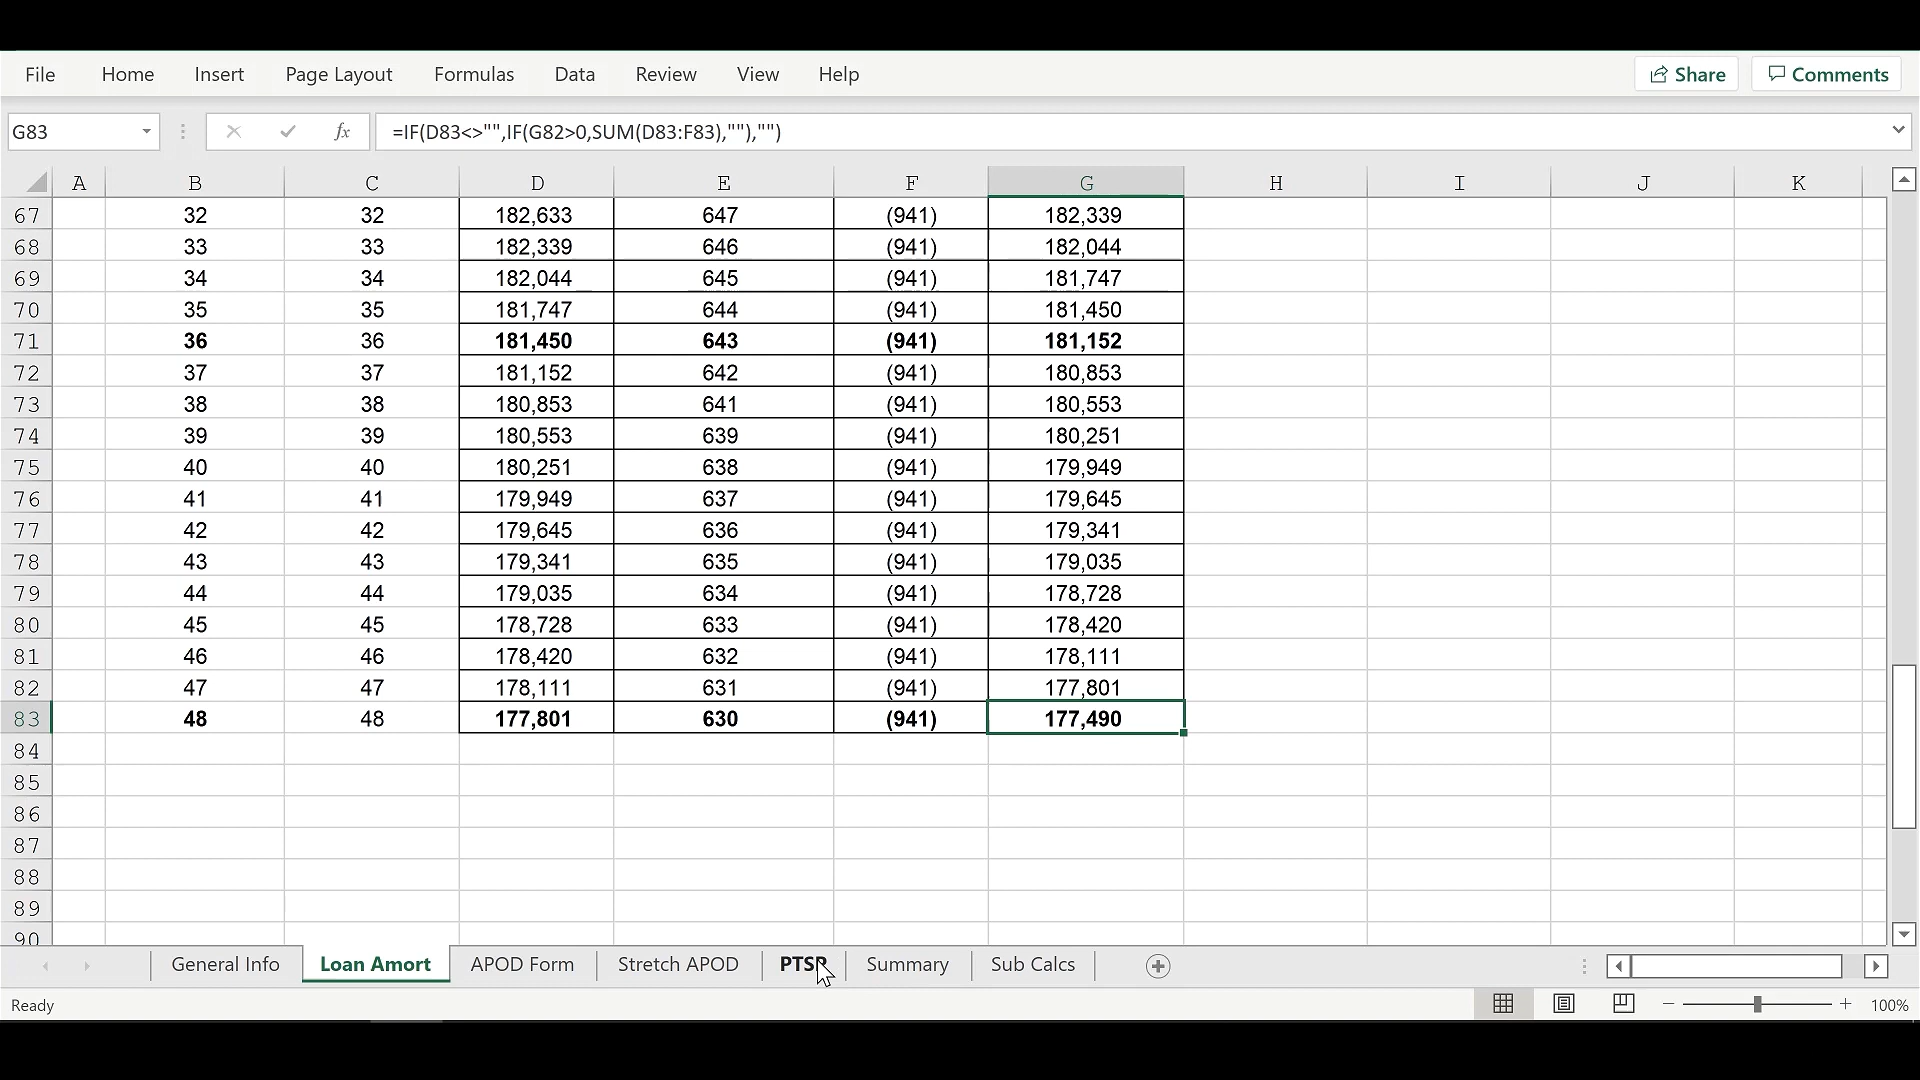 File Home Insert Page Layout Formulas Data Review View Help Share Comments
G83 fx =IF(D83<>"",IF(G82>0,SUM(D83:F83),""),"")
A B C D E F G H I J K
67 32 32 182,633 647 (941) 182,339
68 33 33 182,339 646 (941) 182,044
69 34 34 182,044 645 (941) 181,747
70 35 35 181,747 644 (941) 181,450
71 36 36 181,450 643 (941) 181,152
72 37 37 181,152 642 (941) 180,853
73 38 38 180,853 641 (941) 180,553
74 39 39 180,553 639 (941) 180,251
75 40 40 180,251 638 (941) 179,949
76 41 41 179,949 637 (941) 179,645
77 42 42 179,645 636 (941) 179,341
78 43 43 179,341 635 (941) 179,035
79 44 44 179,035 634 (941) 178,728
80 45 45 178,728 633 (941) 178,420
81 46 46 178,420 632 (941) 178,111
82 47 47 178,111 631 (941) 177,801
83 48 48 177,801 630 (941) 177,490
84
85
86
87
88
89
90
General Info Loan Amort APOD Form Stretch APOD PTSP Summary Sub Calcs
Ready 100%